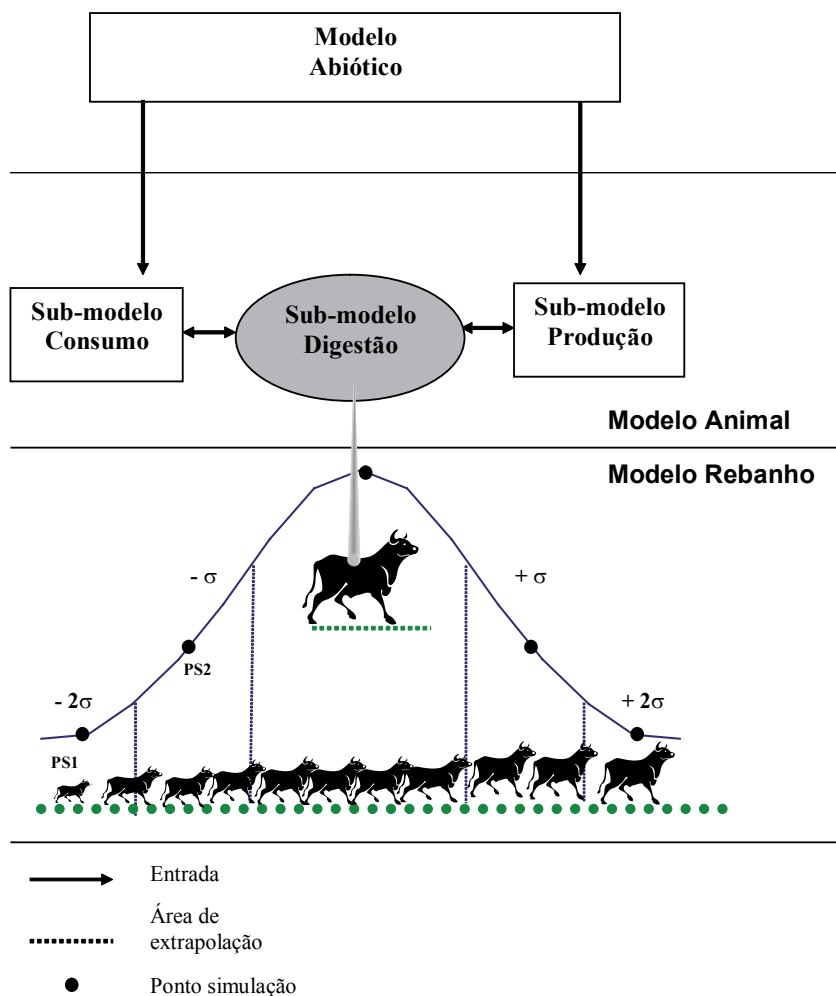 Modelo
Abiótico
Sub-modelo
Consumo
Sub-modelo
Digestão
Sub-modelo
Produção
Modelo Animal
Modelo Rebanho
- σ
+ σ
PS2
- 2σ
+ 2σ
PS1
Entrada
Área de
extrapolação
Ponto simulação